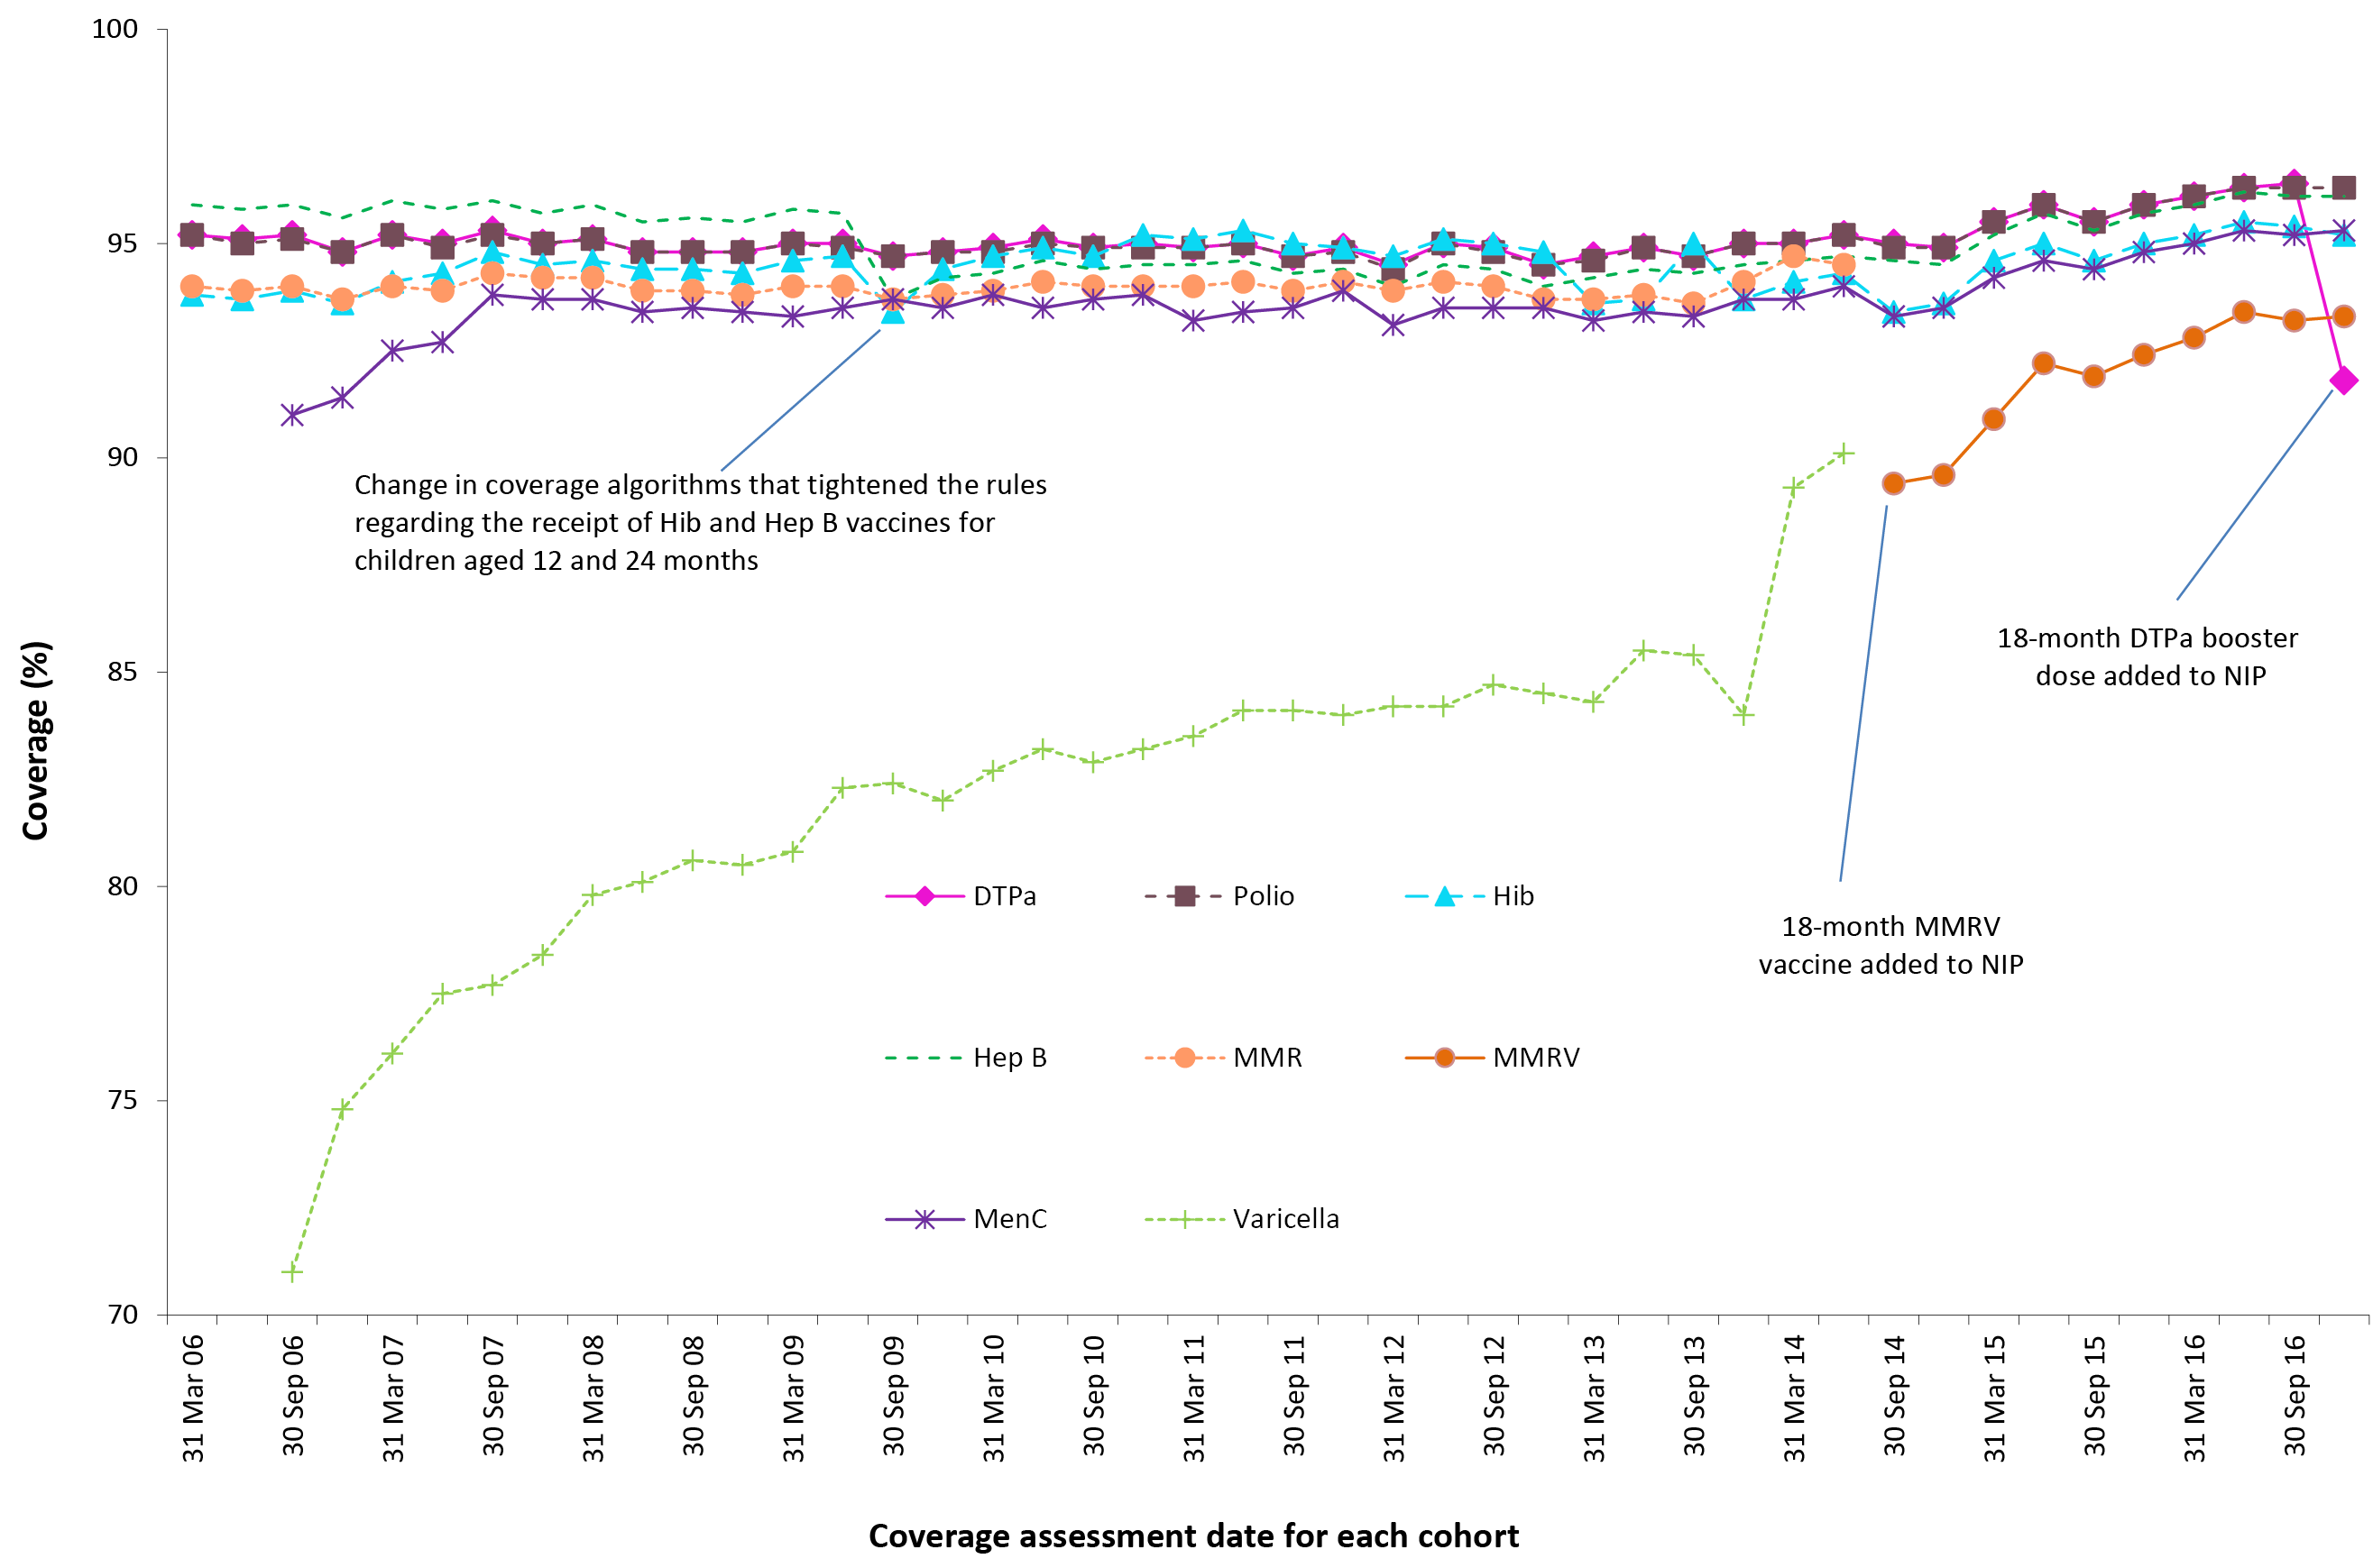 100
95
90
85
80
75
70
Coverage (%)
Change in coverage algorithms that tightened the rules
regarding the receipt of Hib and Hep B vaccines for
children aged 12 and 24 months
18-month DTPa booster
dose added to NIP
18-month MMRV
vaccine added to NIP
DTPa
Polio
Hib
Hep B
MMR
MMRV
MenC
Varicella
31 Mar 06
30 Sep 06
31 Mar 07
30 Sep 07
31 Mar 08
30 Sep 08
31 Mar 09
30 Sep 09
31 Mar 10
30 Sep 10
31 Mar 11
30 Sep 11
31 Mar 12
30 Sep 12
31 Mar 13
30 Sep 13
31 Mar 14
30 Sep 14
31 Mar 15
30 Sep 15
31 Mar 16
30 Sep 16
Coverage assessment date for each cohort